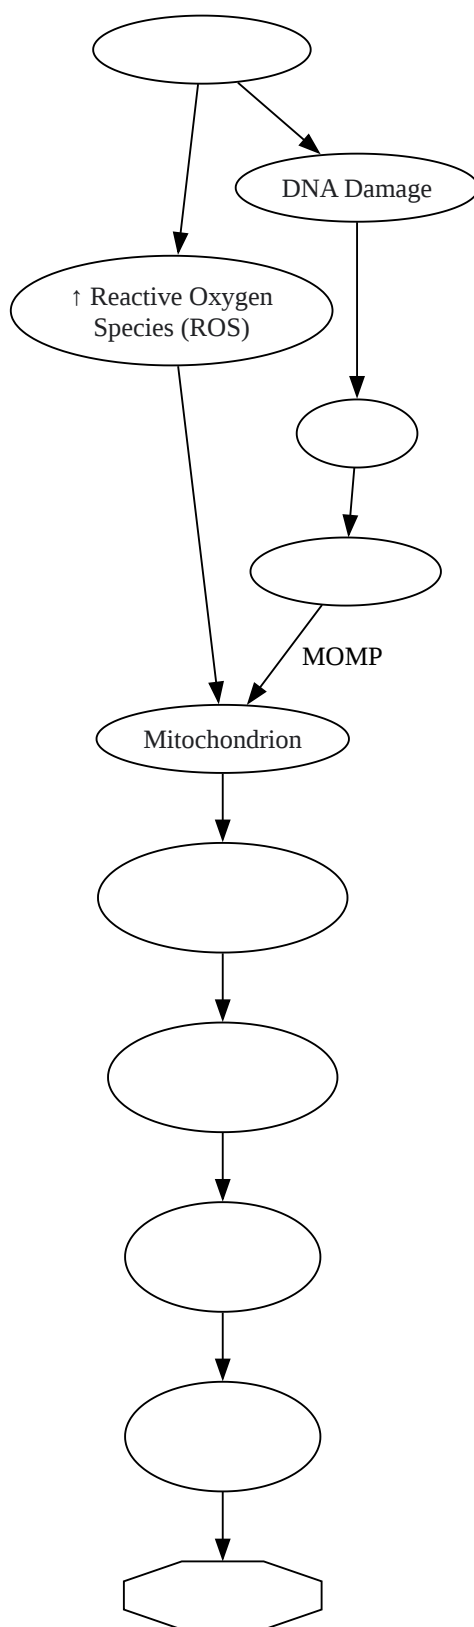 DNA Damage
↑ Reactive Oxygen
Species (ROS)
MOMP
Mitochondrion